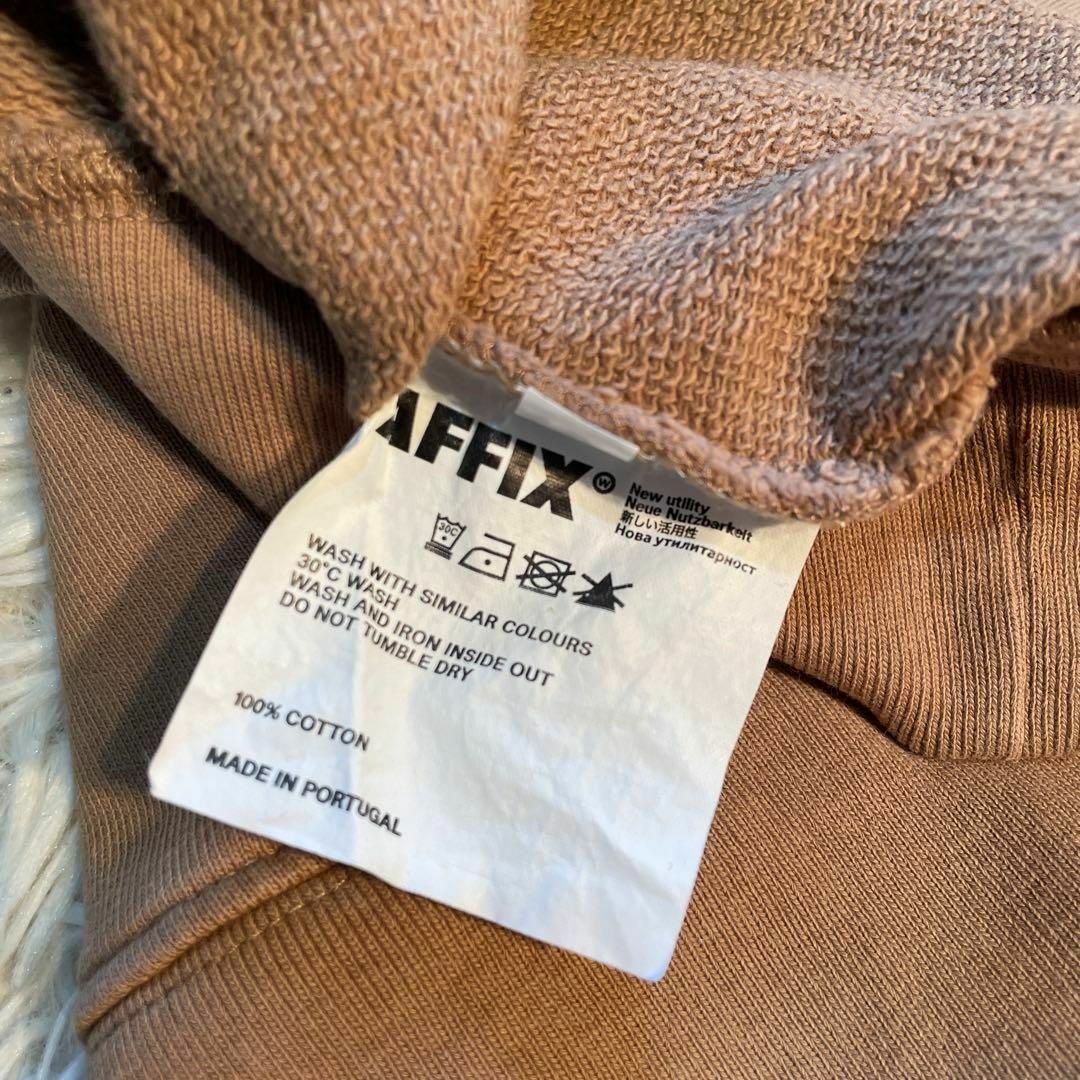 AFFIX®
New utility
Neue Nutzbarkeit
新しい活用性
Нова утилитарност
30C
WASH WITH SIMILAR COLOURS
30°C WASH
WASH AND IRON INSIDE OUT
DO NOT TUMBLE DRY
100% COTTON
MADE IN PORTUGAL